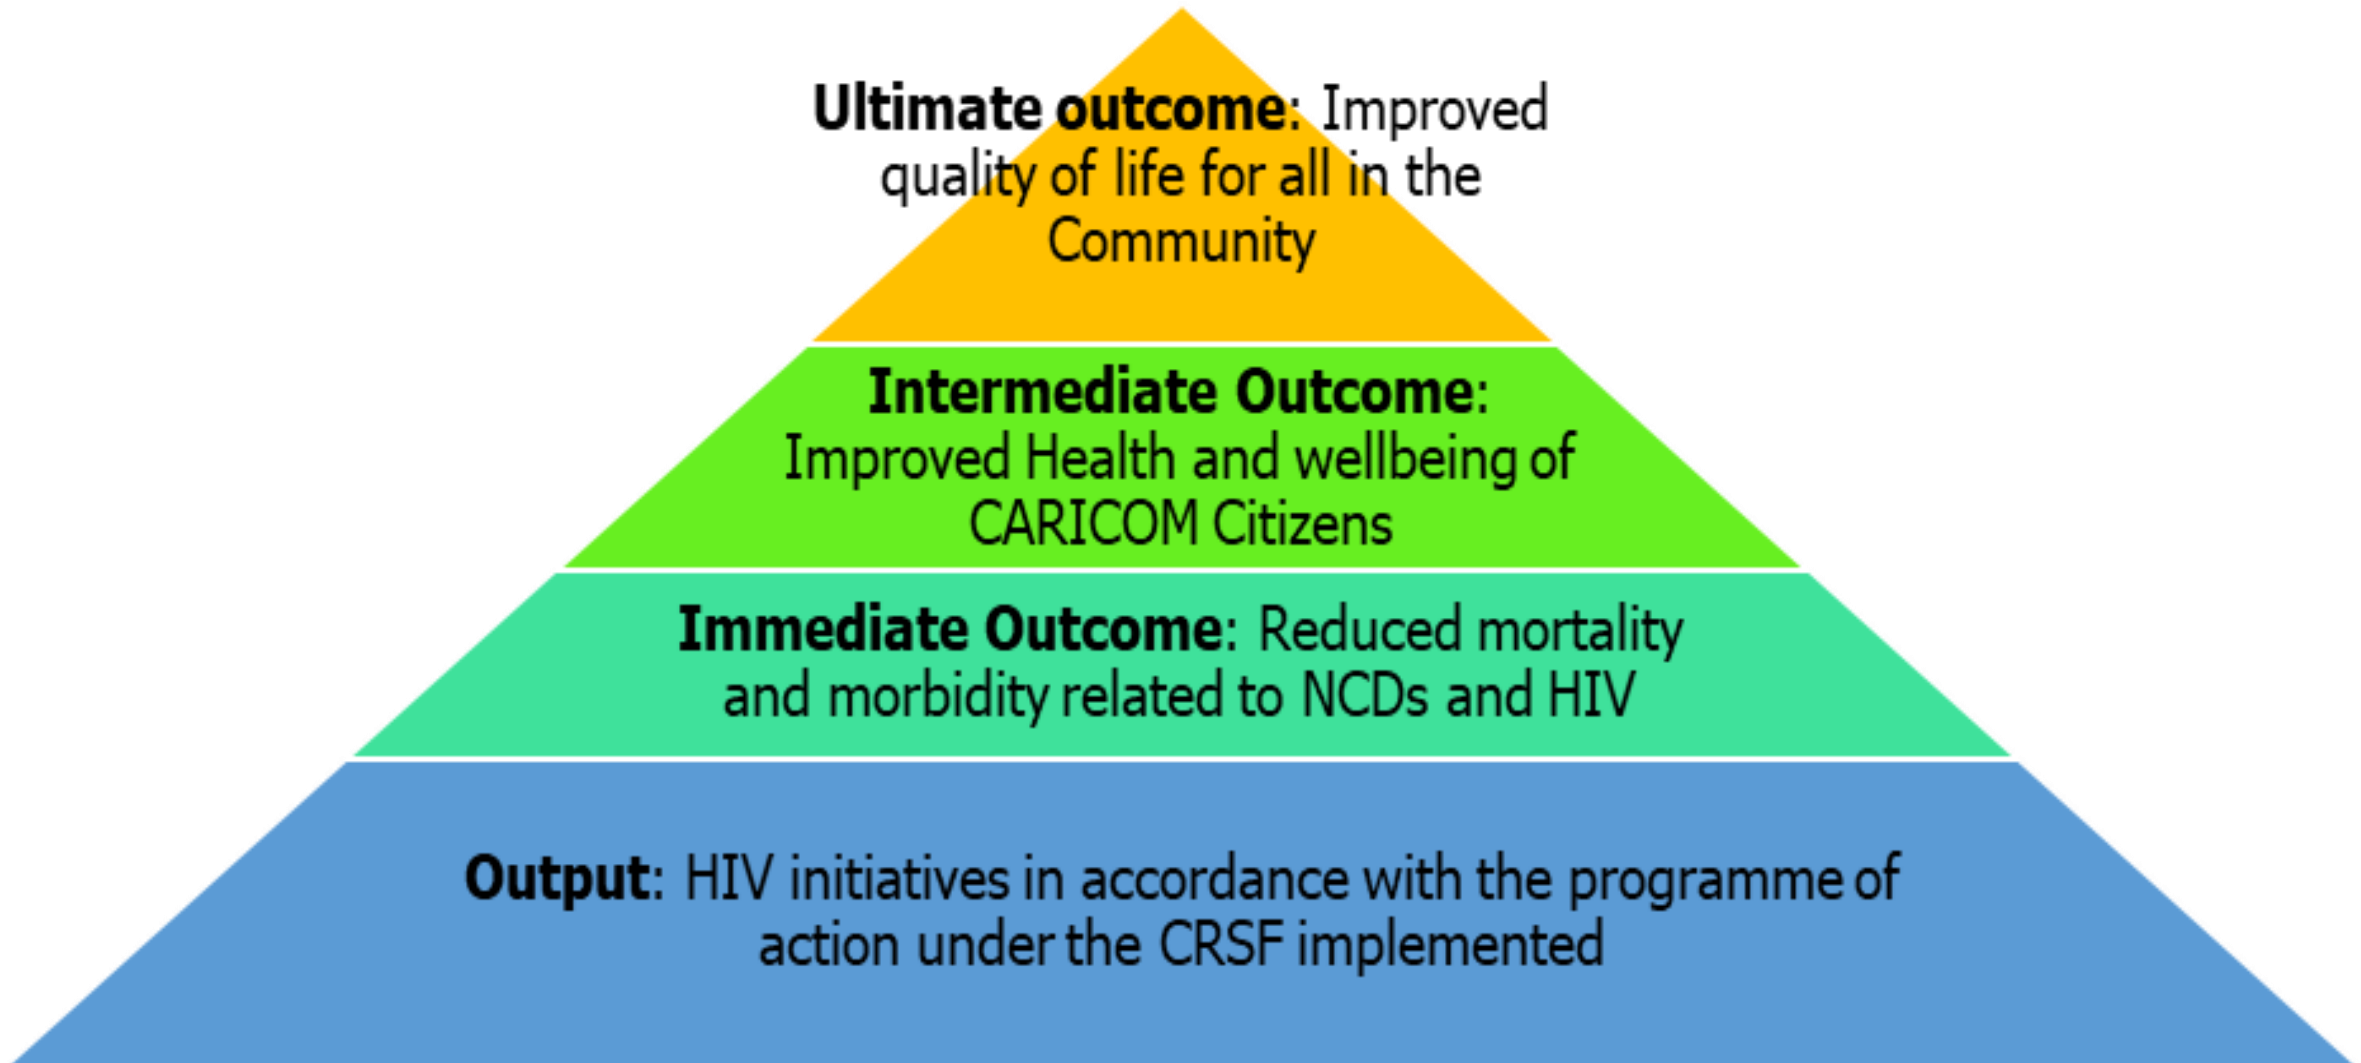 Ultimate outcome: Improved
quality of life for all in the
Community
Intermediate Outcome:
Improved Health and wellbeing of
CARICOM Citizens
Immediate Outcome: Reduced mortality
and morbidity related to NCDs and HIV
Output: HIV initiatives in accordance with the programme of
action under the CRSF implemented